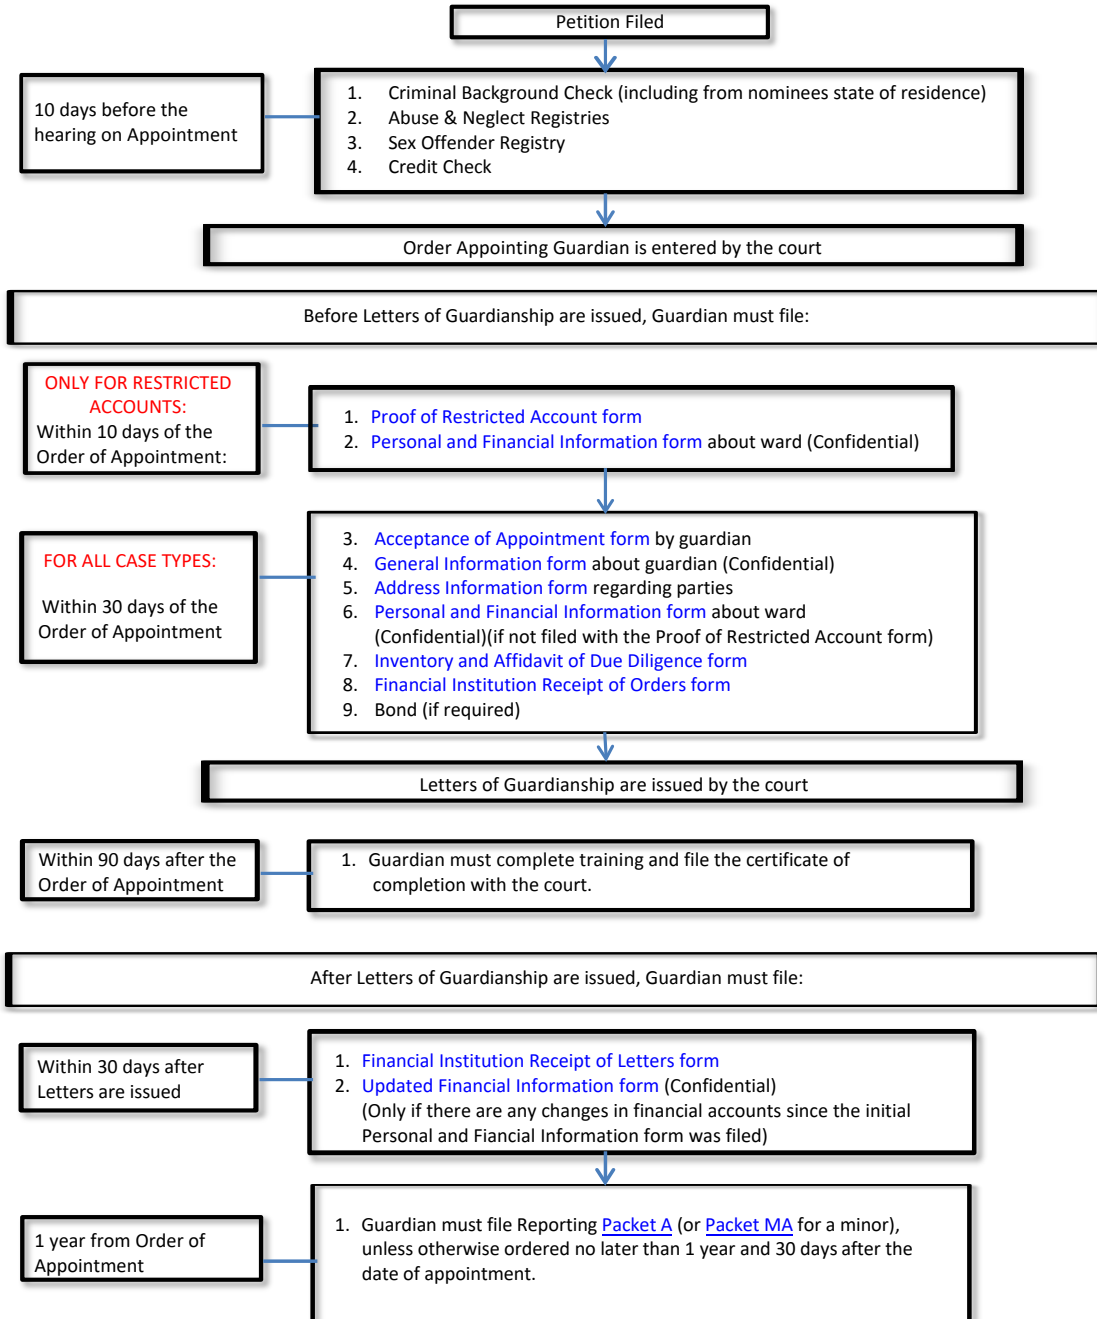 Petition Filed
10 days before the
hearing on Appointment
1. Criminal Background Check (including from nominees state of residence)
2. Abuse & Neglect Registries
3. Sex Offender Registry
4. Credit Check
Order Appointing Guardian is entered by the court
Before Letters of Guardianship are issued, Guardian must file:
ONLY FOR RESTRICTED
ACCOUNTS:
Within 10 days of the
Order of Appointment:
1. Proof of Restricted Account form
2. Personal and Financial Information form about ward (Confidential)
FOR ALL CASE TYPES:
Within 30 days of the
Order of Appointment
3. Acceptance of Appointment form by guardian
4. General Information form about guardian (Confidential)
5. Address Information form regarding parties
6. Personal and Financial Information form about ward
(Confidential)(if not filed with the Proof of Restricted Account form)
7. Inventory and Affidavit of Due Diligence form
8. Financial Institution Receipt of Orders form
9. Bond (if required)
Letters of Guardianship are issued by the court
Within 90 days after the
Order of Appointment
1. Guardian must complete training and file the certificate of
completion with the court.
After Letters of Guardianship are issued, Guardian must file:
Within 30 days after
Letters are issued
1. Financial Institution Receipt of Letters form
2. Updated Financial Information form (Confidential)
(Only if there are any changes in financial accounts since the initial
Personal and Fiancial Information form was filed)
1 year from Order of
Appointment
1. Guardian must file Reporting Packet A (or Packet MA for a minor),
unless otherwise ordered no later than 1 year and 30 days after the
date of appointment.